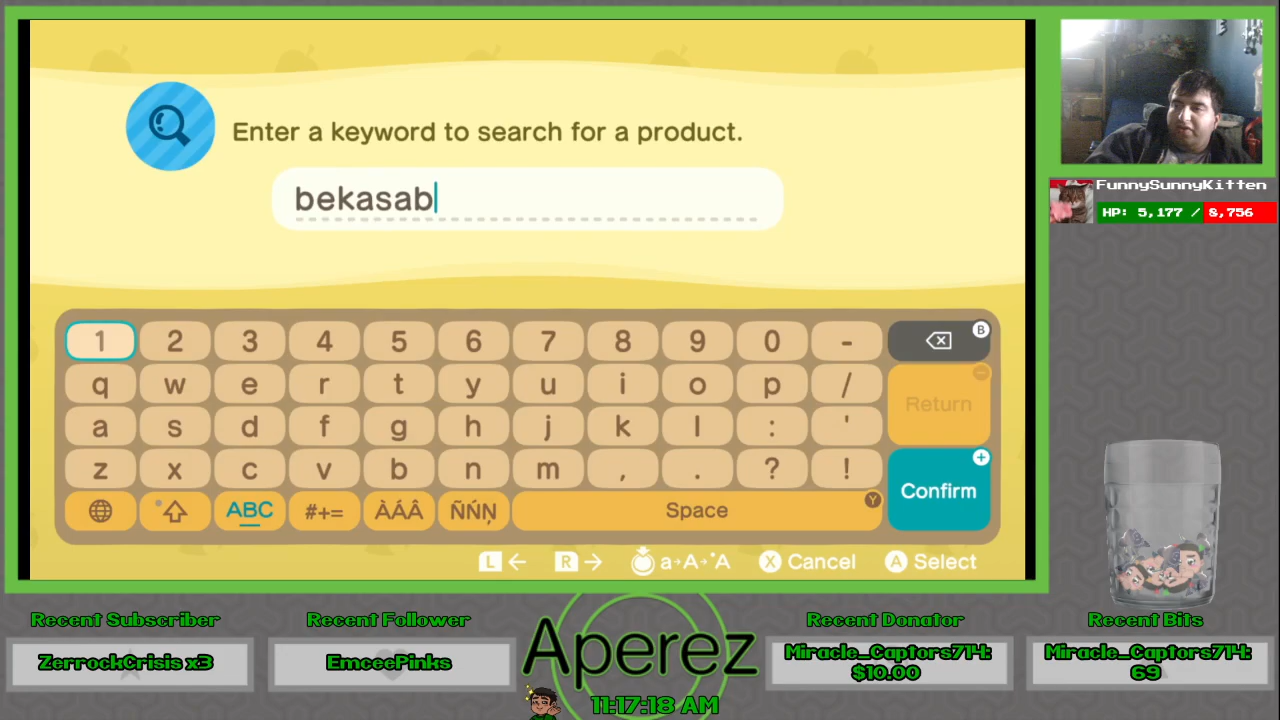 Enter a keyword to search for a product.
bekasab
1 2 3 4 5 6 7 8 9 0 - B
q w e r t y u i o p / Return
a s d f g h j k l : '
z x c v b n m , . ? ! + Confirm
ABC #+= ÀÁÂ ÑŃŅ Space Y
L ← R → a→A→•A X Cancel A Select
FunnySunnyKitten
HP: 5,177 / 8,756
Recent Subscriber
ZerrockCrisis x3
Recent Follower
EmceePinks
Aperez
11:17:18 AM
Recent Donator
Miracle_Captors714:
$10.00
Recent Bits
Miracle_Captors714:
69